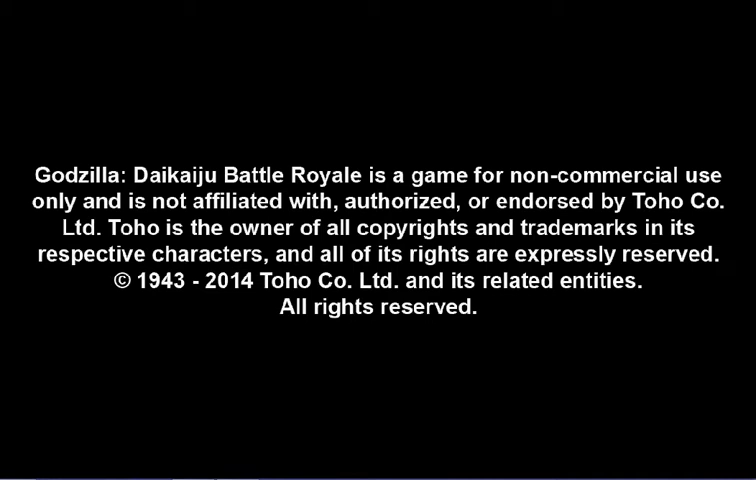 Godzilla: Daikaiju Battle Royale is a game for non-commercial use
only and is not affiliated with, authorized, or endorsed by Toho Co.
Ltd. Toho is the owner of all copyrights and trademarks in its
respective characters, and all of its rights are expressly reserved.
© 1943 - 2014 Toho Co. Ltd. and its related entities.
All rights reserved.